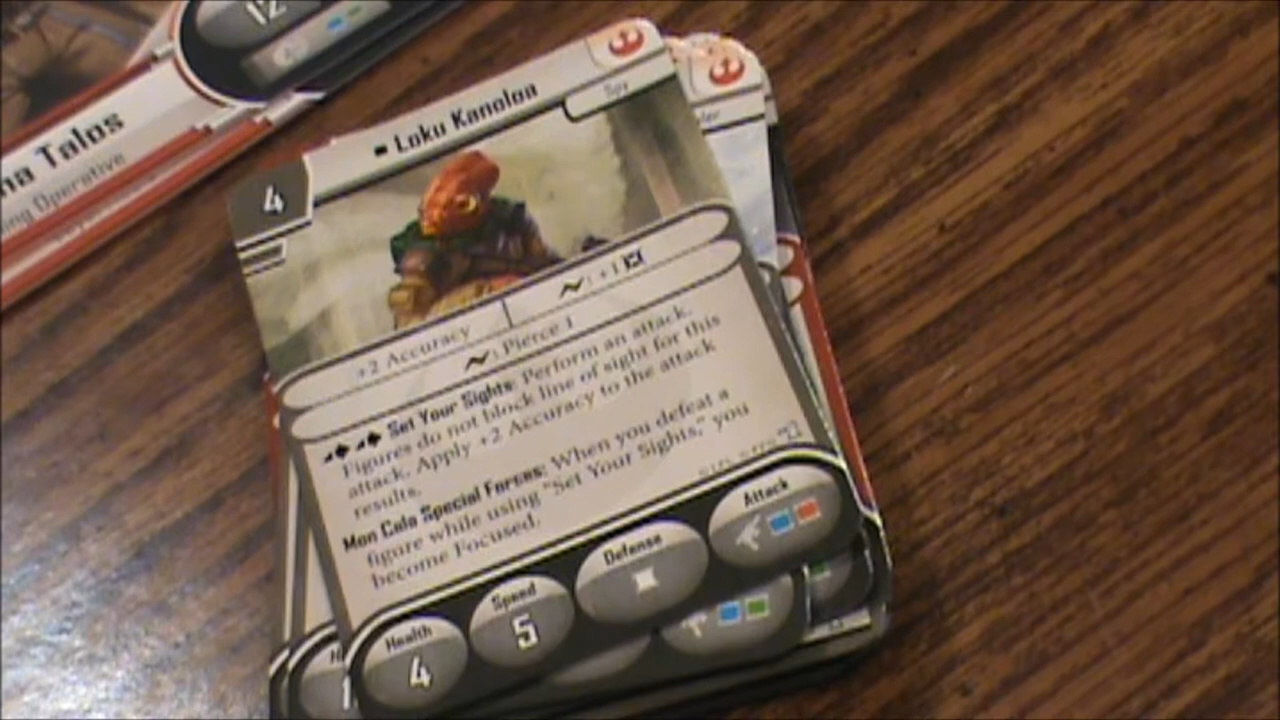 12
na Talos
ing Operative
Loku Kanoloa
Spy
4
+2 Accuracy
: +1
: Pierce 1
Set Your Sights: Perform an attack.
Figures do not block line of sight for this
attack. Apply +2 Accuracy to the attack
results.
Mon Cala Special Forces: When you defeat a
figure while using "Set Your Sights," you
become Focused.
Health
4
Speed
5
Defense
Attack